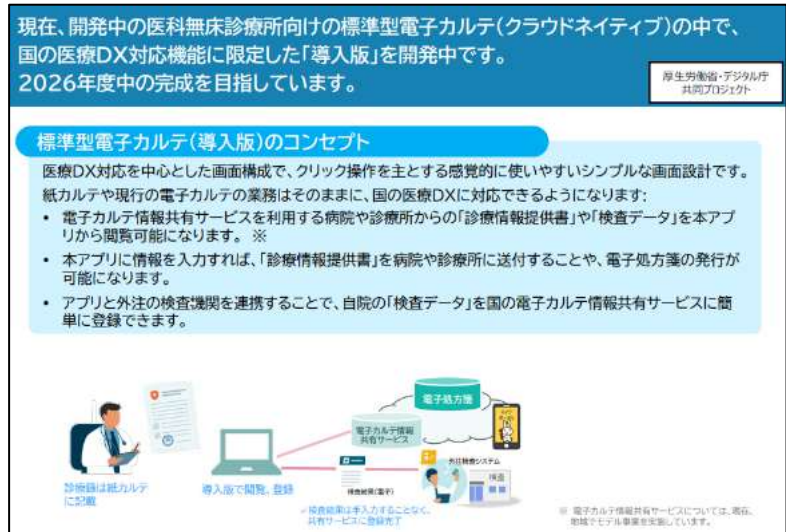 現在、開発中の医科無床診療所向けの標準型電子カルテ(クラウドネイティブ)の中で、
国の医療DX対応機能に限定した「導入版」を開発中です。
2026年度中の完成を目指しています。
厚生労働省・デジタル庁
共同プロジェクト
標準型電子カルテ(導入版)のコンセプト
医療DX対応を中心とした画面構成で、クリック操作を主とする感覚的に使いやすいシンプルな画面設計です。
紙カルテや現行の電子カルテの業務はそのままに、国の医療DXに対応できるようになります:
• 電子カルテ情報共有サービスを利用する病院や診療所からの「診療情報提供書」や「検査データ」を本アプ
リから閲覧可能になります。 ※
• 本アプリに情報を入力すれば、「診療情報提供書」を病院や診療所に送付することや、電子処方箋の発行が
可能になります。
• アプリと外注の検査機関を連携することで、自院の「検査データ」を国の電子カルテ情報共有サービスに簡
単に登録できます。
電子処方箋
電子カルテ情報
共有サービス
外注検査システム
検査
診療録は紙カルテ
に記載
導入版で閲覧、登録
検査結果(電子)
✓検査結果は手入力することなく、
共有サービスに登録完了
※ 電子カルテ情報共有サービスについては、現在、
地域でモデル事業を実施しています。